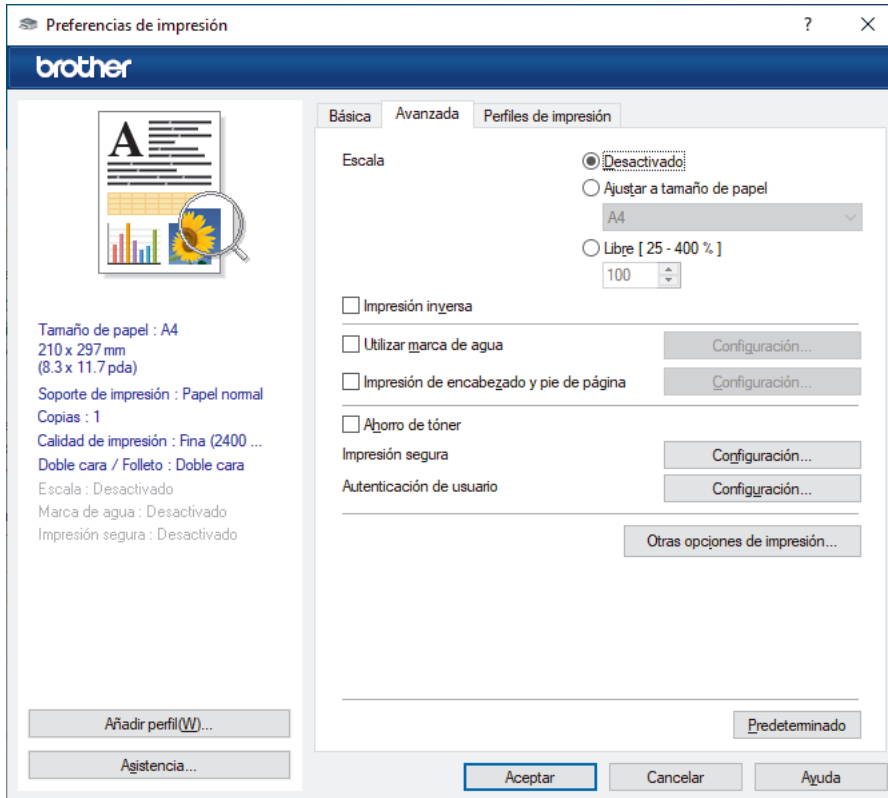 Preferencias de impresión
brother
A
Tamaño de papel : A4
210 x 297 mm
(8.3 x 11.7 pda)
Soporte de impresión : Papel normal
Copias : 1
Calidad de impresión : Fina (2400 ...
Doble cara / Folleto : Doble cara
Escala : Desactivado
Marca de agua : Desactivado
Impresión segura : Desactivado
Añadir perfil(W)...
Asistencia...
Básica Avanzada Perfiles de impresión
Escala Desactivado
Ajustar a tamaño de papel
A4
Libre [ 25 - 400 % ]
100
Impresión inversa
Utilizar marca de agua Configuración...
Impresión de encabezado y pie de página Configuración...
Ahorro de tóner
Impresión segura Configuración...
Autenticación de usuario Configuración...
Otras opciones de impresión...
Predeterminado
Aceptar Cancelar Ayuda